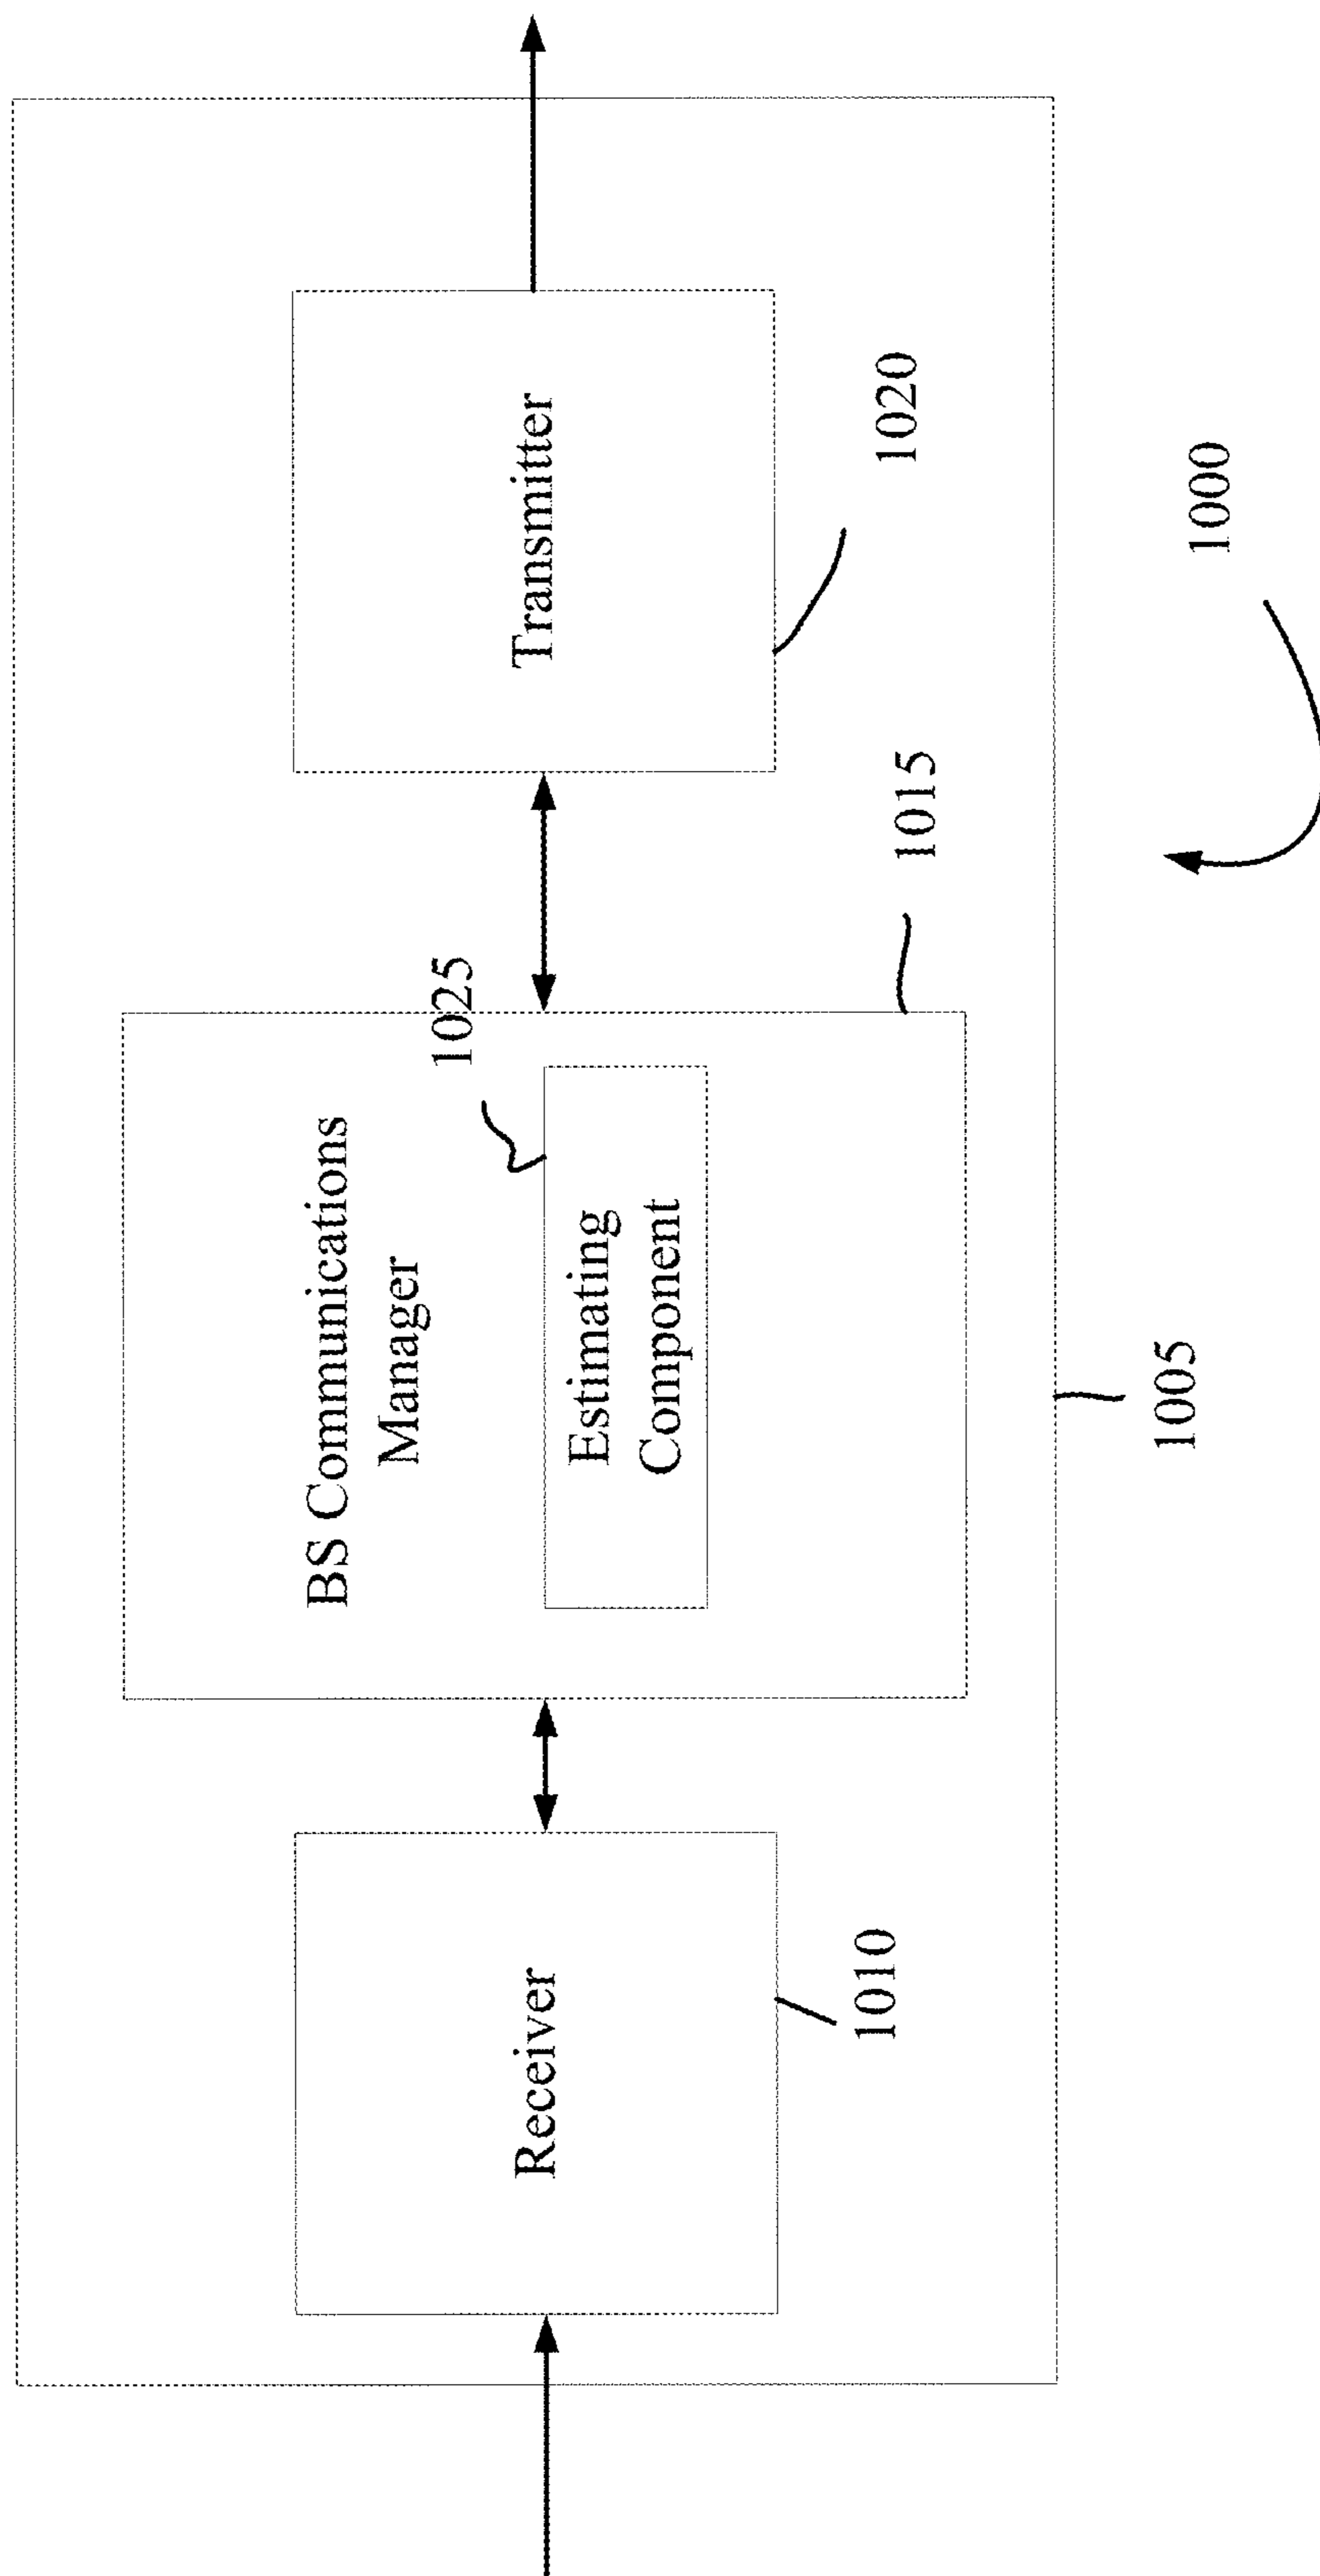 Receiver
1010
BS Communications
Manager
1025
Estimating
Component
1015
Transmitter
1020
1005
1000